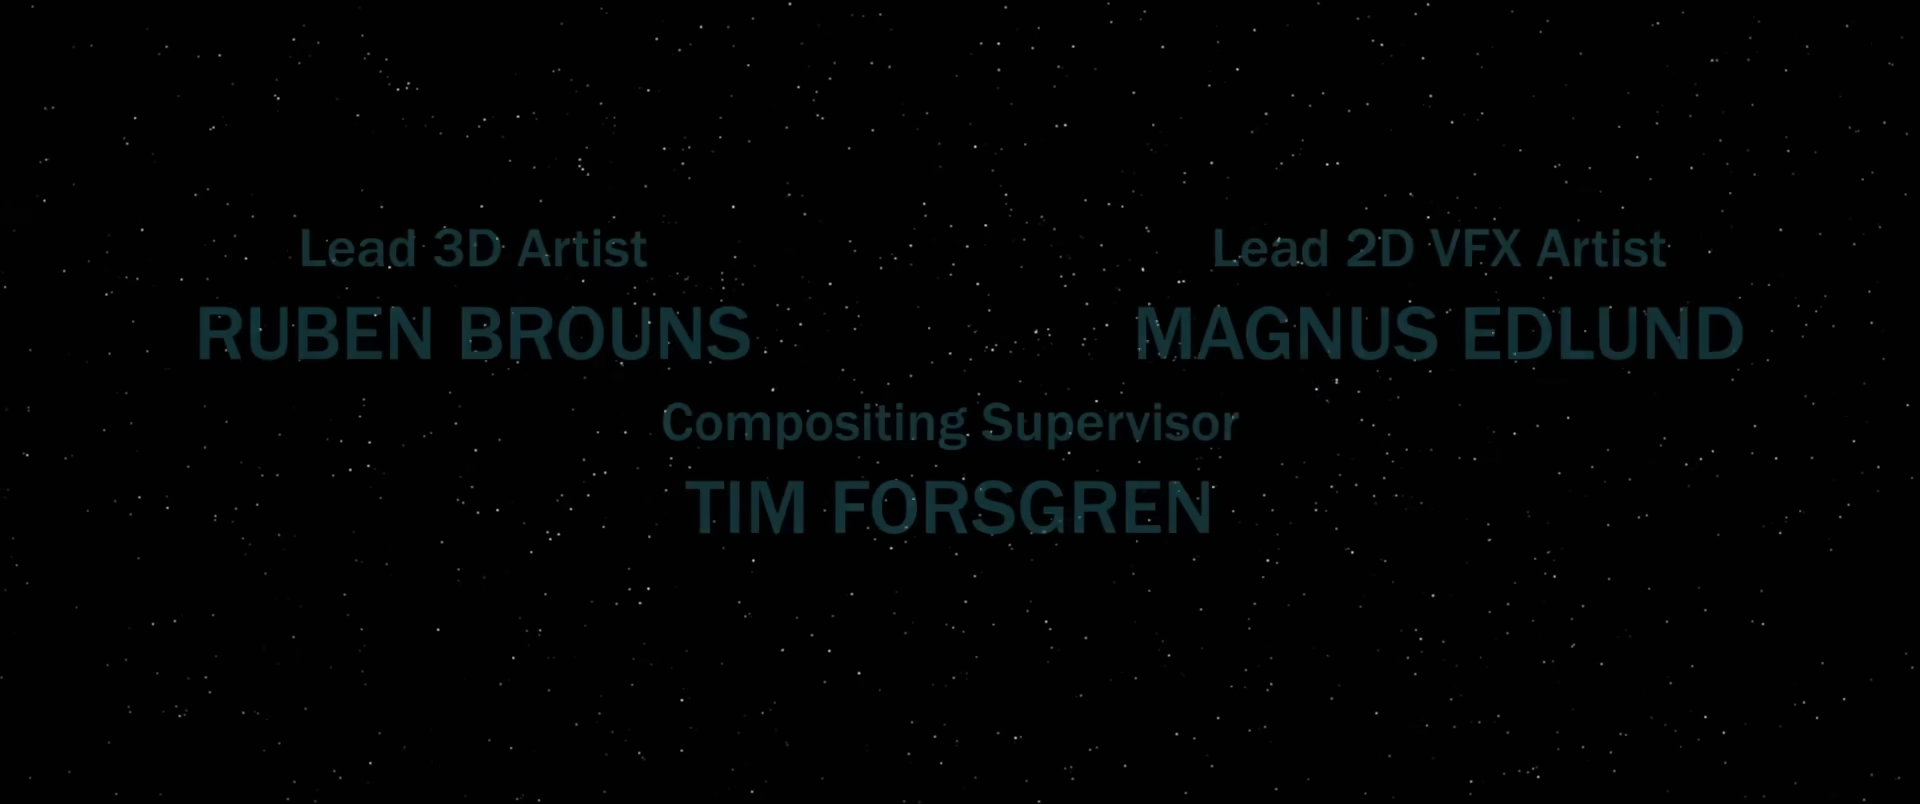 Lead 3D Artist
RUBEN BROUNS
Lead 2D VFX Artist
MAGNUS EDLUND
Compositing Supervisor
TIM FORSGREN